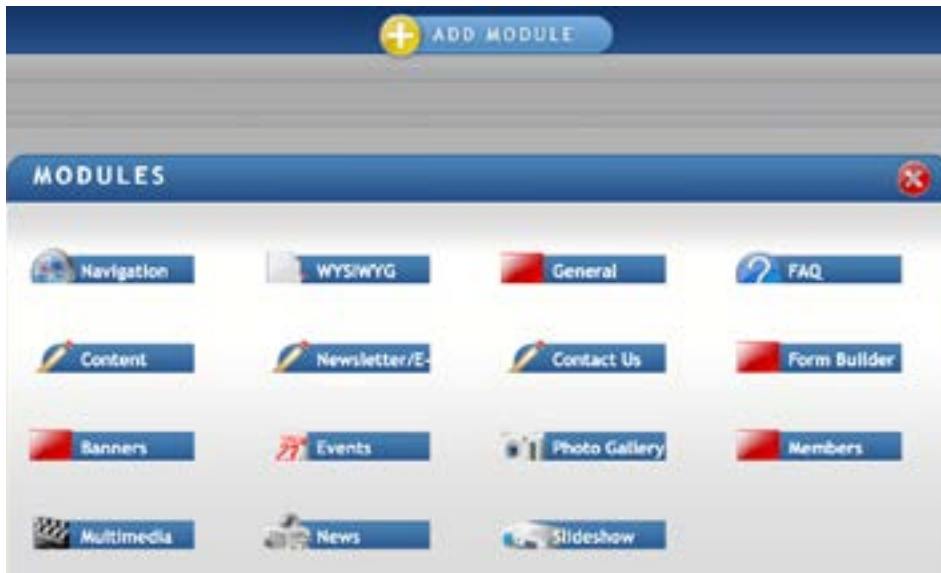 ADD MODULE
MODULES
Navigation WYSIWYG General FAQ
Content Newsletter/E- Contact Us Form Builder
Banners 27 Events Photo Gallery Members
Multimedia News Slideshow